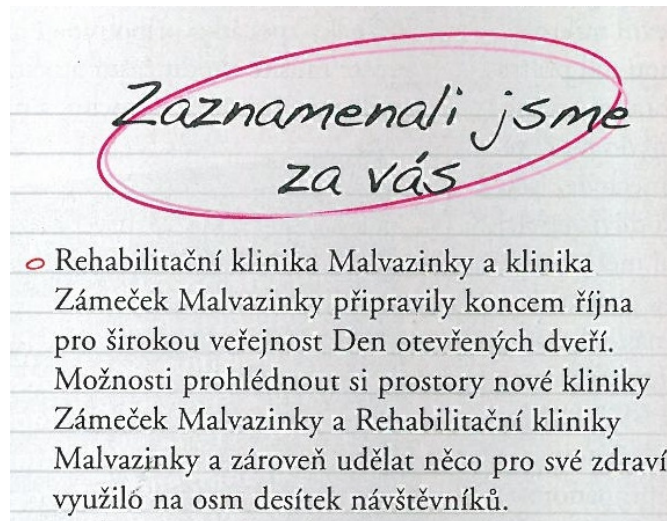 Zaznamenali jsme
za vás
Rehabilitační klinika Malvazinky a klinika
Zámeček Malvazinky připravily koncem října
pro širokou veřejnost Den otevřených dveří.
Možnosti prohlédnout si prostory nové kliniky
Zámeček Malvazinky a Rehabilitační kliniky
Malvazinky a zároveň udělat něco pro své zdraví
využilo na osm desítek návštěvníků.